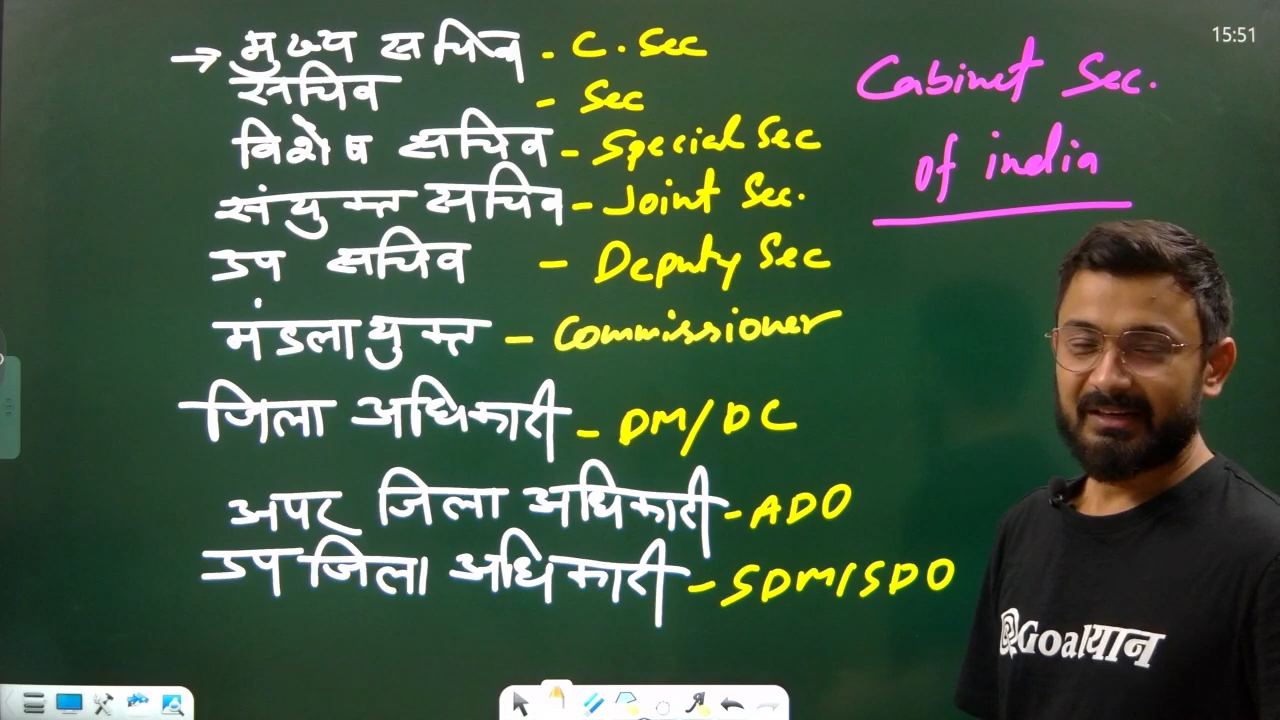 15:51
→ मुख्य सचिव - C. Sec
सचिव - Sec
विशेष सचिव - Special Sec
संयुक्त सचिव - Joint Sec.
उप सचिव - Deputy Sec
मंडलायुक्त - Commissioner
जिला अधिकारी - DM/DC
अपर जिला अधिकारी - ADO
उप जिला अधिकारी - SDM/SDO
Cabinet Sec.
of india
@Goalयान